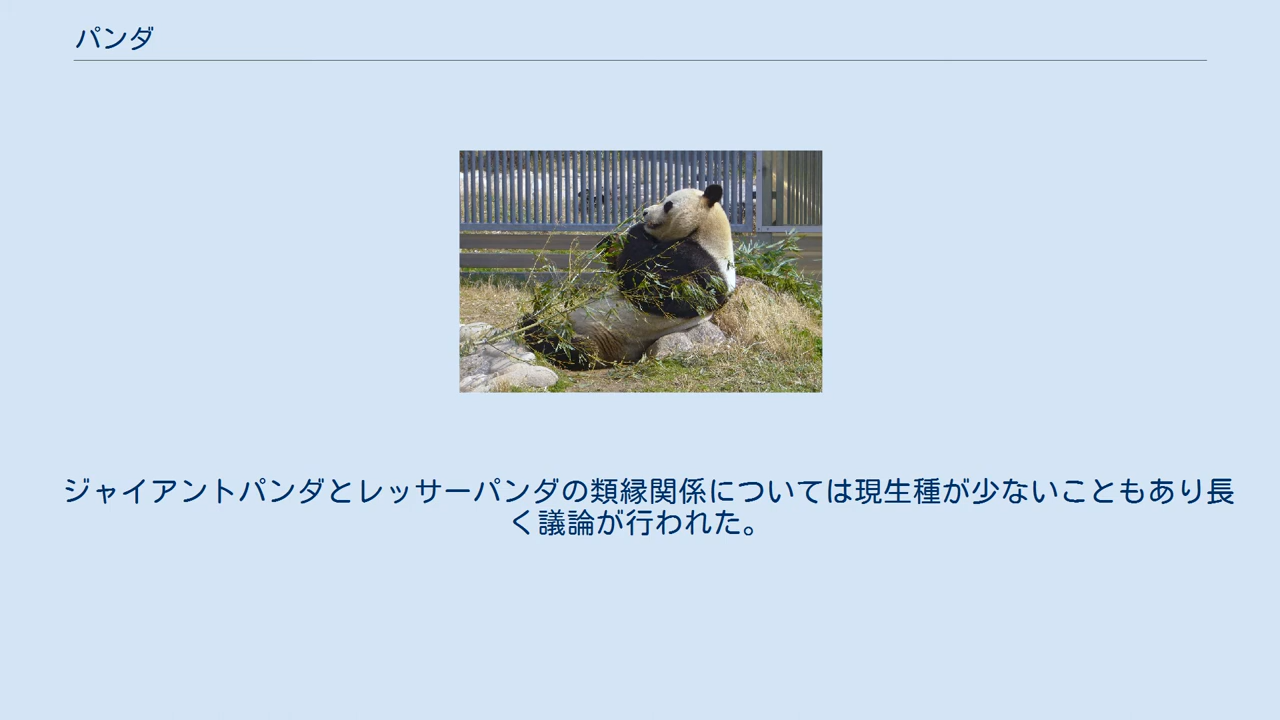 パンダ
ジャイアントパンダとレッサーパンダの類縁関係については現生種が少ないこともあり長
く議論が行われた。